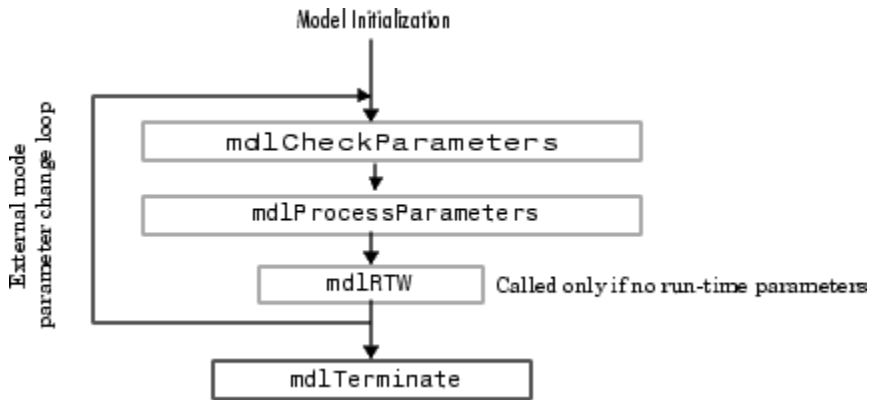 Model Initialization
External mode
parameter change loop
mdlCheckParameters
mdlProcessParameters
mdlRTW
Called only if no run-time parameters
mdlTerminate